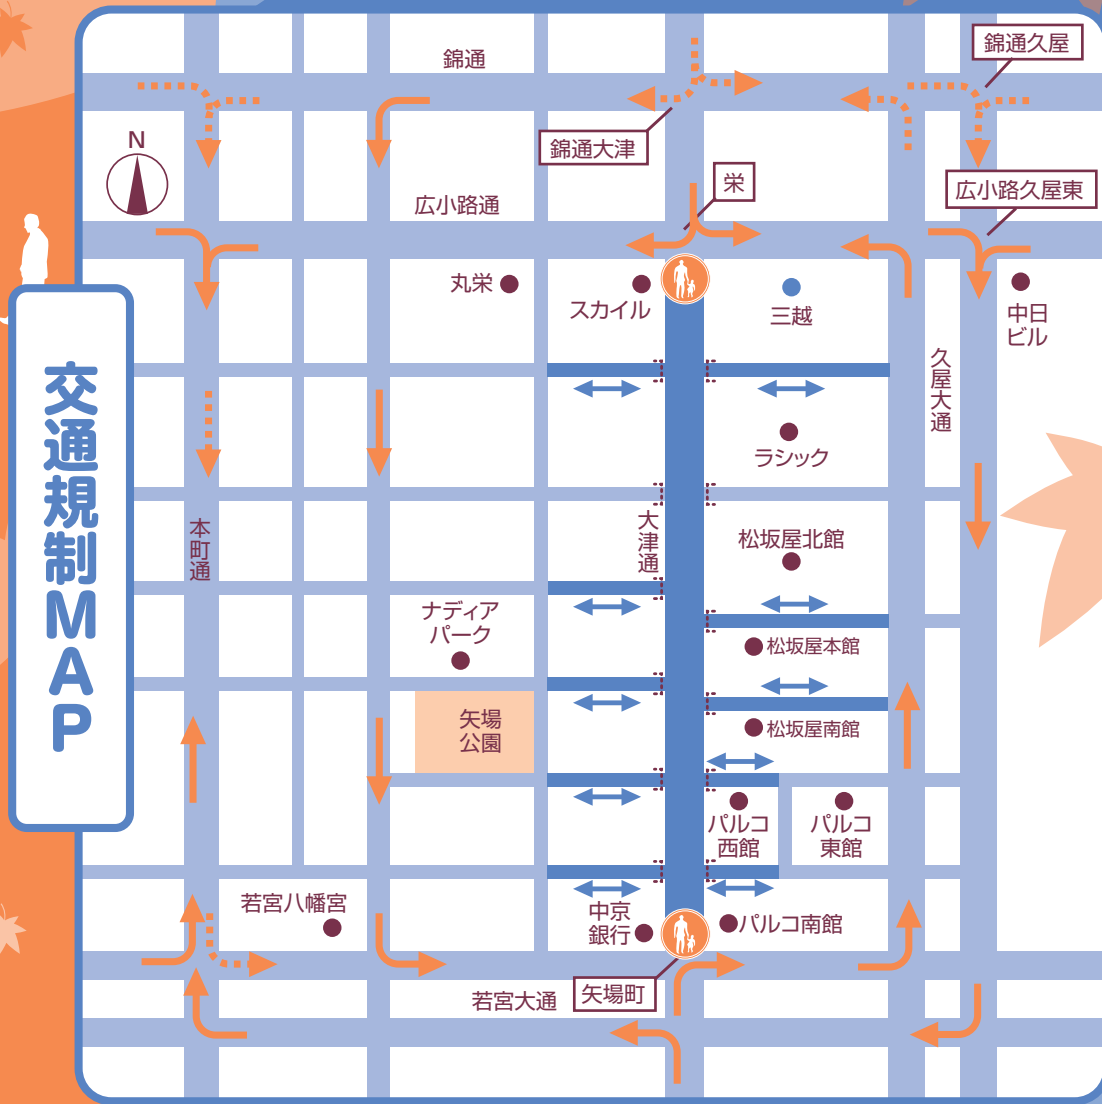 交通規制MAP
錦通
錦通久屋
N
錦通大津
栄
広小路久屋東
広小路通
丸栄
スカイル
三越
中日
ビル
久屋大通
ラシック
本町通
大津通
松坂屋北館
ナディア
パーク
松坂屋本館
矢場
公園
松坂屋南館
パルコ
西館
パルコ
東館
若宮八幡宮
中京
銀行
パルコ南館
若宮大通
矢場町